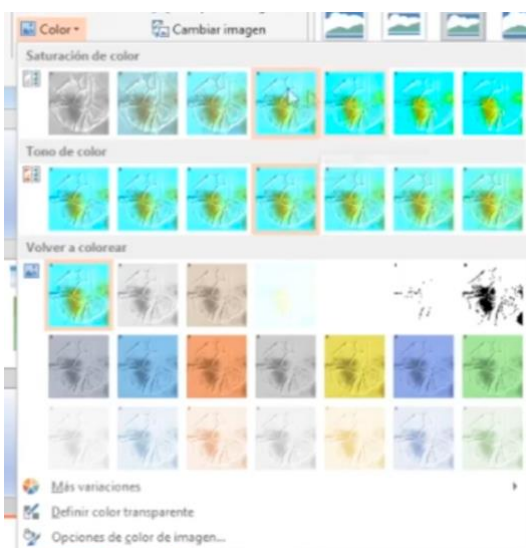 Color
Cambiar imagen
Saturación de color
Tono de color
Volver a colorear
Más variaciones
Definir color transparente
Opciones de color de imagen...